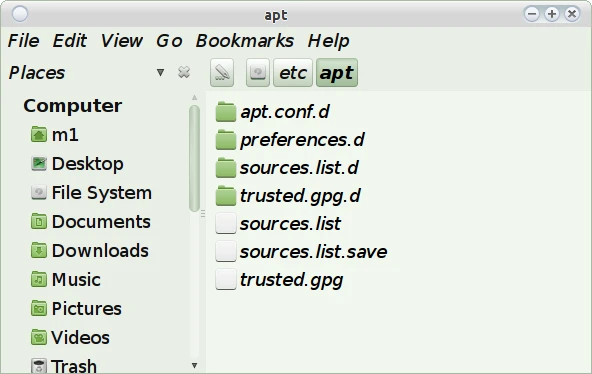 apt
File Edit View Go Bookmarks Help
Places
etc apt
Computer
m1
Desktop
File System
Documents
Downloads
Music
Pictures
Videos
Trash
apt.conf.d
preferences.d
sources.list.d
trusted.gpg.d
sources.list
sources.list.save
trusted.gpg